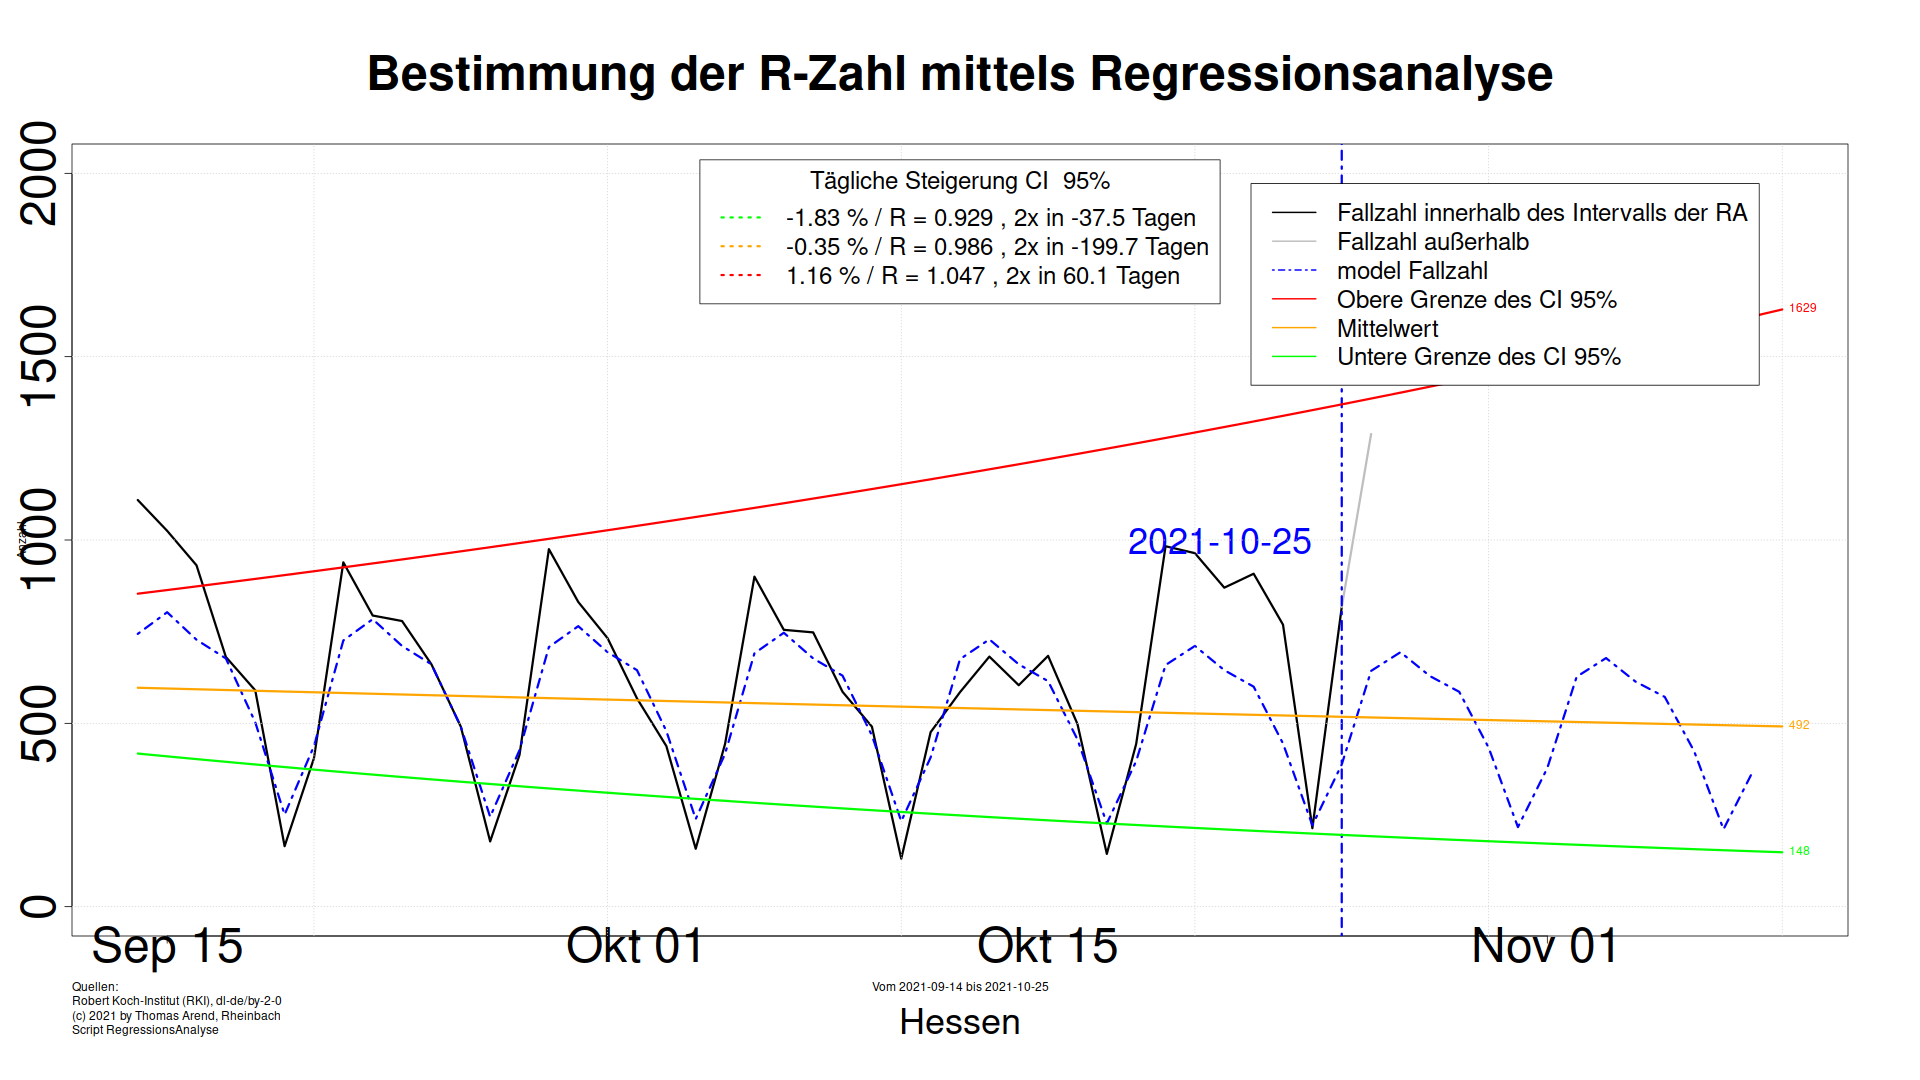 Bestimmung der R-Zahl mittels Regressionsanalyse
Anzahl
2000
1500
1000
500
0
Tägliche Steigerung CI  95%
-1.83 % / R = 0.929 , 2x in -37.5 Tagen
-0.35 % / R = 0.986 , 2x in -199.7 Tagen
1.16 % / R = 1.047 , 2x in 60.1 Tagen
Fallzahl innerhalb des Intervalls der RA
Fallzahl außerhalb
model Fallzahl
Obere Grenze des CI 95%
Mittelwert
Untere Grenze des CI 95%
1629
2021-10-25
492
148
Sep 15
Okt 01
Okt 15
Nov 01
Quellen:
Robert Koch-Institut (RKI), dl-de/by-2-0
(c) 2021 by Thomas Arend, Rheinbach
Script RegressionsAnalyse
Vom 2021-09-14 bis 2021-10-25
Hessen